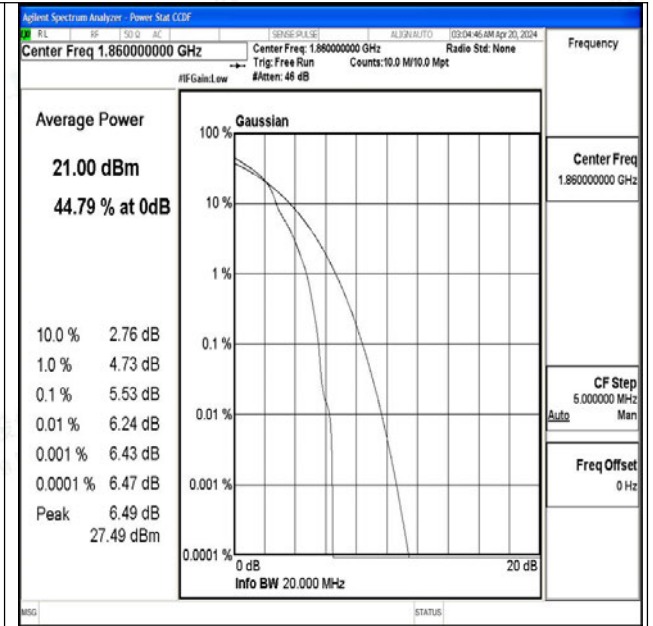 Agilent Spectrum Analyzer - Power Stat CCDF
RL RF 50 Ω AC SENSE:PULSE ALIGN AUTO 03:04:46 AM Apr 20, 2024
Center Freq 1.860000000 GHz
Center Freq: 1.860000000 GHz Radio Std: None
Trig: Free Run Counts:10.0 M/10.0 Mpt
#IFGain:Low #Atten: 46 dB
Frequency
Average Power
21.00 dBm
44.79 % at 0dB
10.0 % 2.76 dB
1.0 % 4.73 dB
0.1 % 5.53 dB
0.01 % 6.24 dB
0.001 % 6.43 dB
0.0001 % 6.47 dB
Peak 6.49 dB
27.49 dBm
Gaussian
100 %
10 %
1 %
0.1 %
0.01 %
0.001 %
0.0001 %
0 dB 20 dB
Info BW 20.000 MHz
Center Freq
1.860000000 GHz
CF Step
5.000000 MHz
Auto Man
Freq Offset
0 Hz
MSG STATUS